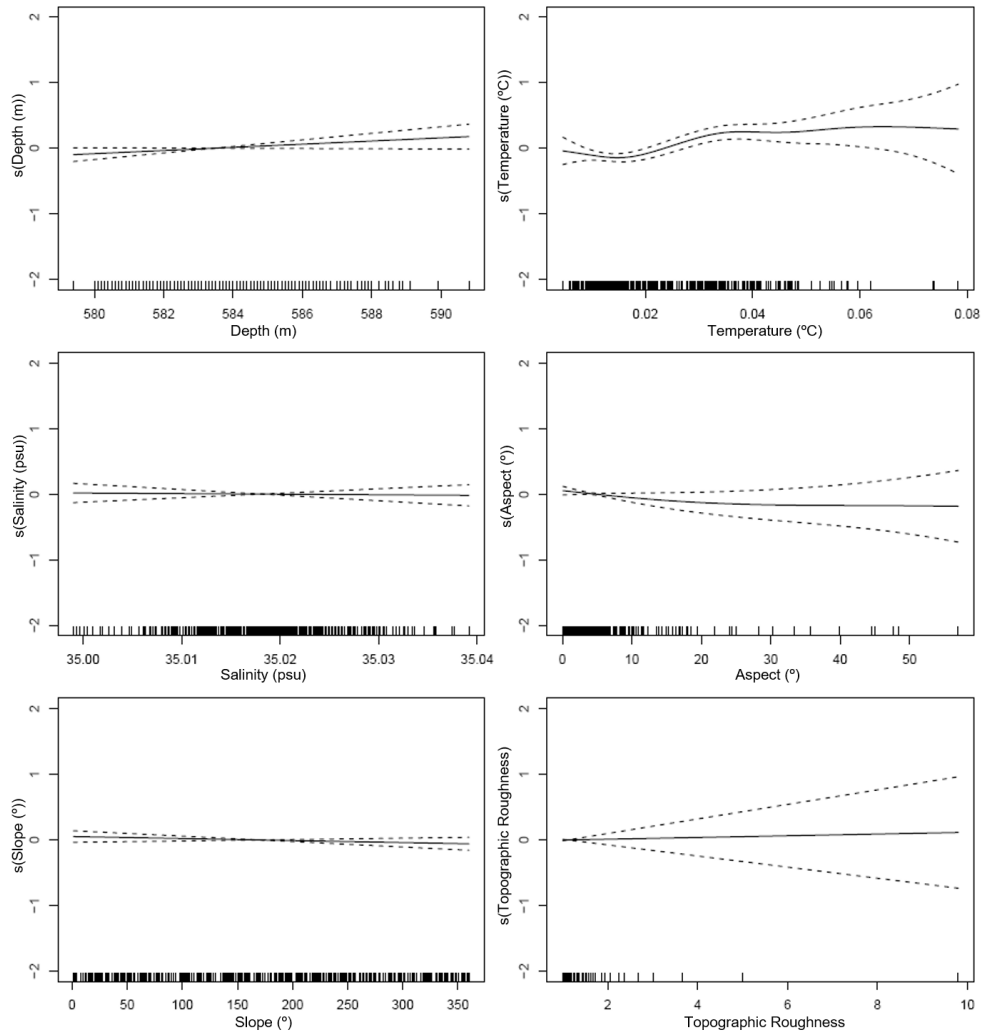 2
1
0
−1
−2
s(Depth (m))
580 582 584 586 588 590
Depth (m)
2
1
0
−1
−2
s(Temperature (ºC))
0.02 0.04 0.06 0.08
Temperature (ºC)
2
1
0
−1
−2
s(Salinity (psu))
35.00 35.01 35.02 35.03 35.04
Salinity (psu)
2
1
0
−1
−2
s(Aspect (º))
0 10 20 30 40 50
Aspect (º)
2
1
0
−1
−2
s(Slope (º))
0 50 100 150 200 250 300 350
Slope (º)
2
1
0
−1
−2
s(Topographic Roughness)
2 4 6 8 10
Topographic Roughness